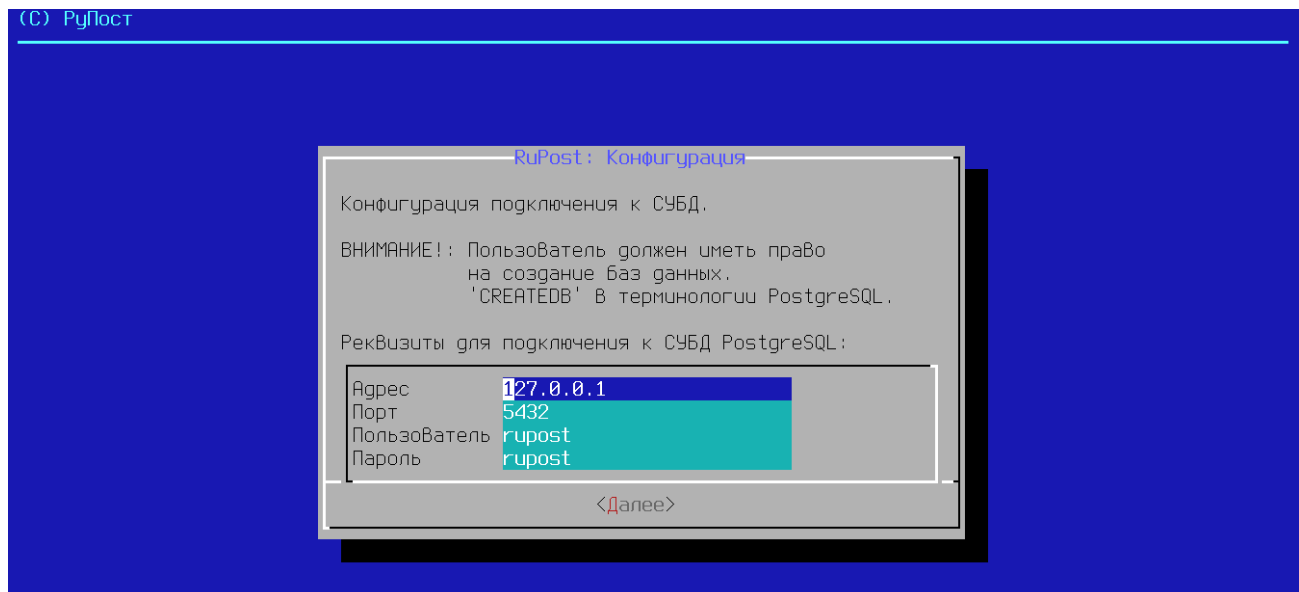 (C) РуПост
RuPost: Конфигурация
Конфигурация подключения к СУБД.
ВНИМАНИЕ!: Пользователь должен иметь право
на создание баз данных.
'CREATEDB' В терминологии PostgreSQL.
Реквизиты для подключения к СУБД PostgreSQL:
Адрес 127.0.0.1
Порт 5432
Пользователь rupost
Пароль rupost
<Далее>